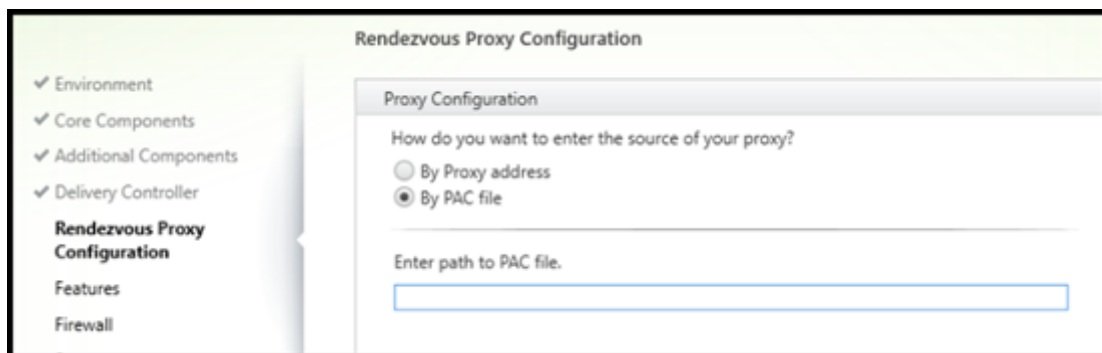 Rendezvous Proxy Configuration
Environment
Core Components
Additional Components
Delivery Controller
Rendezvous Proxy
Configuration
Features
Firewall
Proxy Configuration
How do you want to enter the source of your proxy?
By Proxy address
By PAC file
Enter path to PAC file.